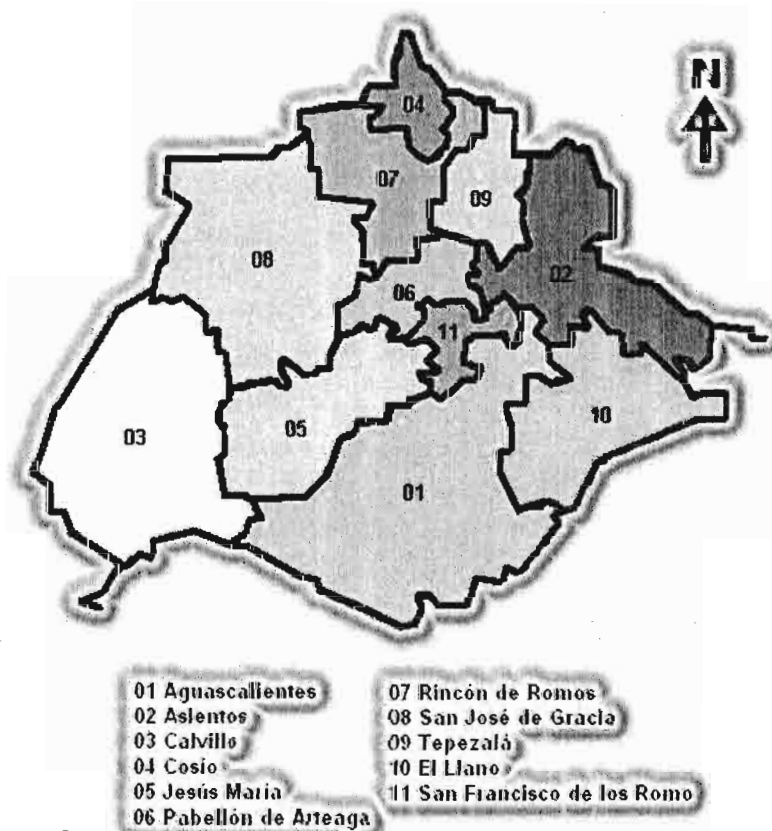 N
04
07
09
08
02
06
11
03
05
10
01
01 Aguascalientes
02 Asientos
03 Calvillo
04 Cosío
05 Jesús María
06 Pabellón de Arteaga
07 Rincón de Romos
08 San José de Gracia
09 Tepezalá
10 El Llano
11 San Francisco de los Romo